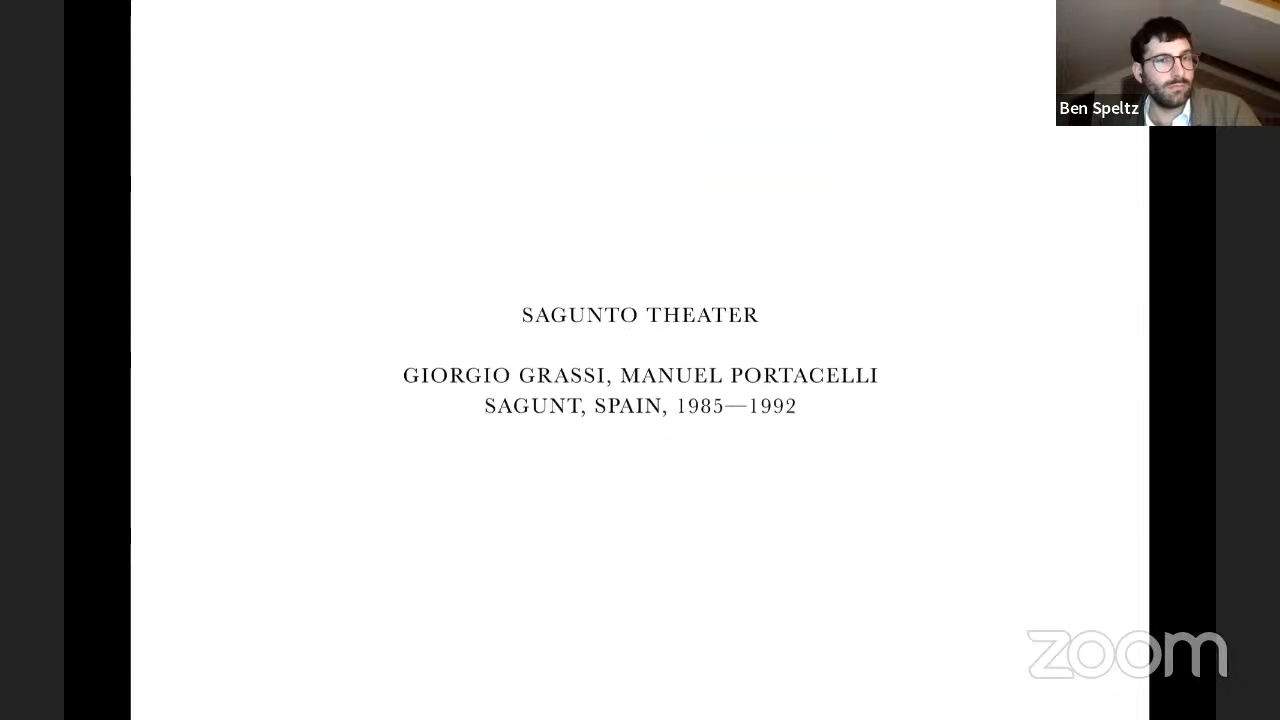 Ben Speltz
SAGUNTO THEATER
GIORGIO GRASSI, MANUEL PORTACELLI
SAGUNT, SPAIN, 1985—1992
zoom